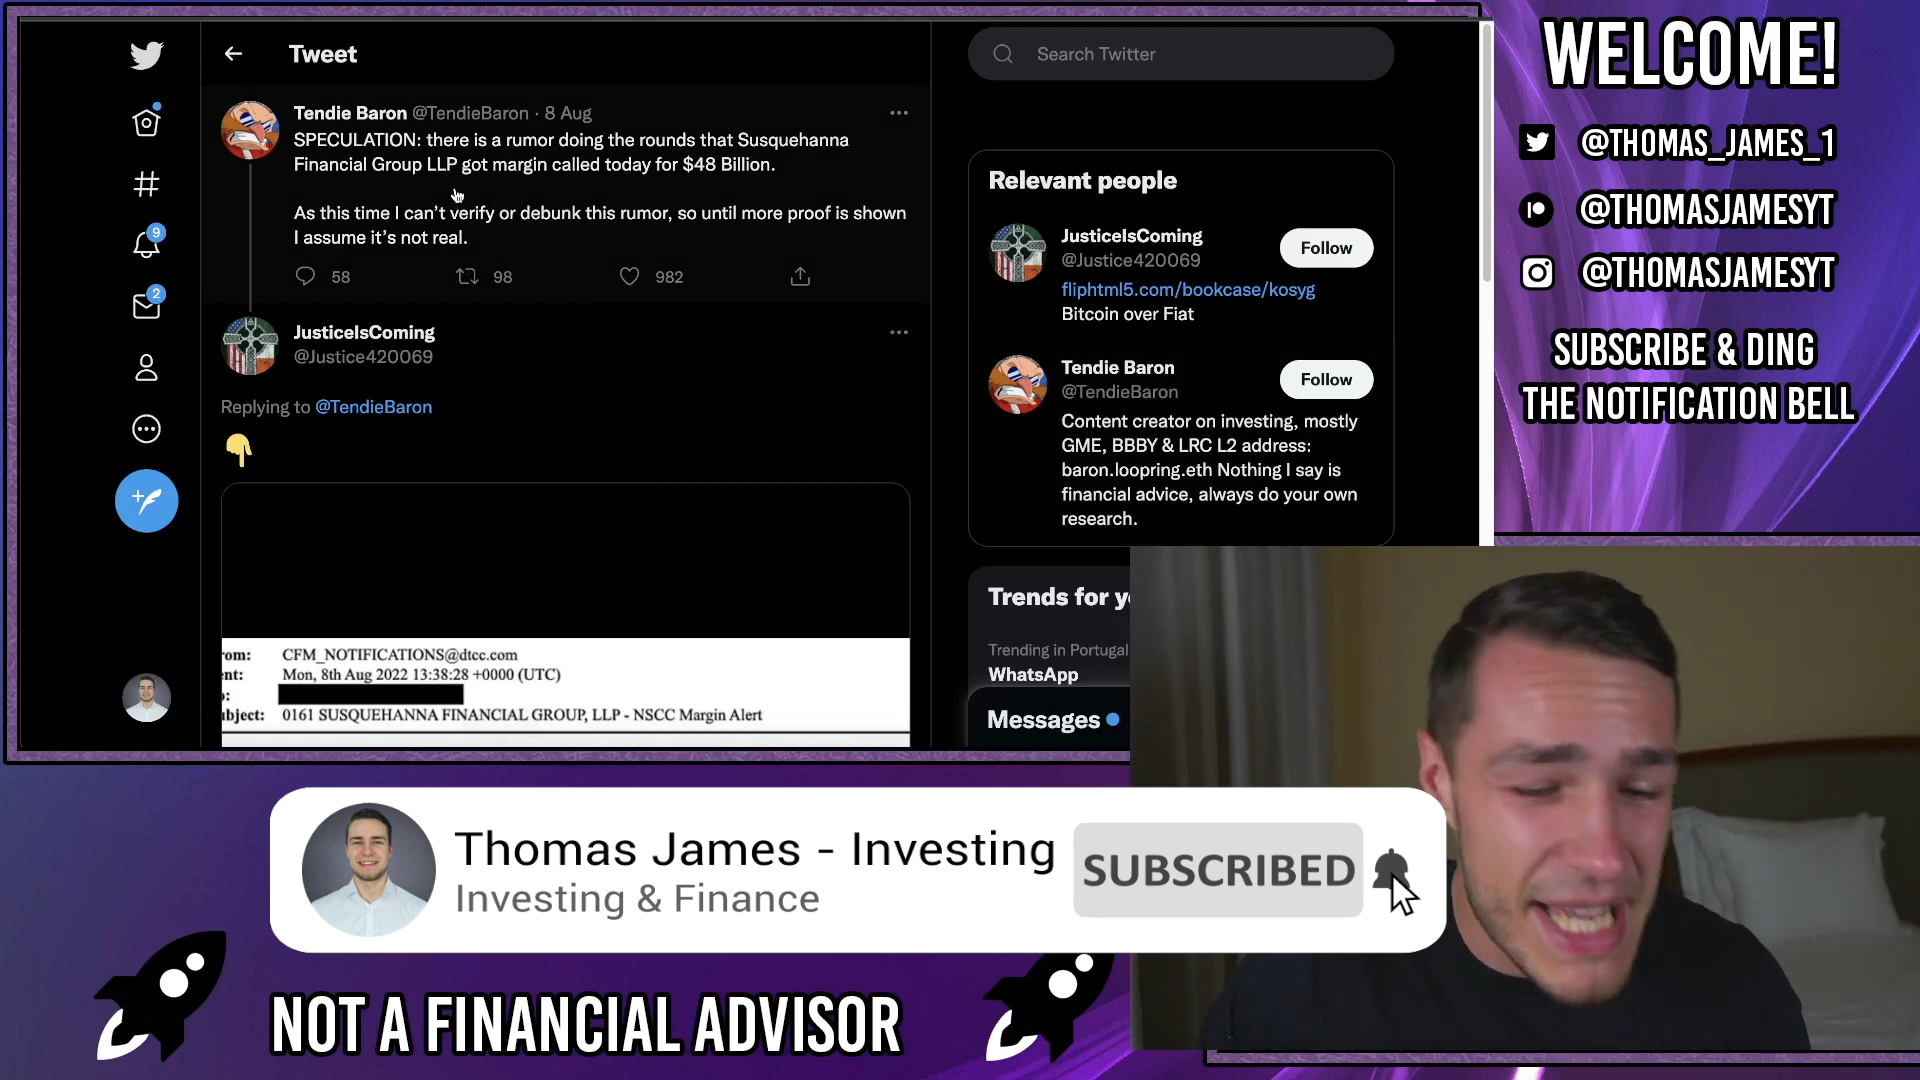 Tweet
Tendie Baron @TendieBaron · 8 Aug
SPECULATION: there is a rumor doing the rounds that Susquehanna
Financial Group LLP got margin called today for $48 Billion.
As this time I can't verify or debunk this rumor, so until more proof is shown
I assume it's not real.
58 98 982
JusticeIsComing
@Justice420069
Replying to @TendieBaron
om: CFM_NOTIFICATIONS@dtcc.com
nt: Mon, 8th Aug 2022 13:38:28 +0000 (UTC)
:
bject: 0161 SUSQUEHANNA FINANCIAL GROUP, LLP - NSCC Margin Alert
9
2
Search Twitter
Relevant people
JusticeIsComing
@Justice420069
Follow
fliphtml5.com/bookcase/kosyg
Bitcoin over Fiat
Tendie Baron
@TendieBaron
Follow
Content creator on investing, mostly
GME, BBBY & LRC L2 address:
baron.loopring.eth Nothing I say is
financial advice, always do your own
research.
Trends for y
Trending in Portugal
WhatsApp
Messages
WELCOME!
@THOMAS_JAMES_1
@THOMASJAMESYT
@THOMASJAMESYT
SUBSCRIBE & DING
THE NOTIFICATION BELL
Thomas James - Investing
Investing & Finance
SUBSCRIBED
NOT A FINANCIAL ADVISOR